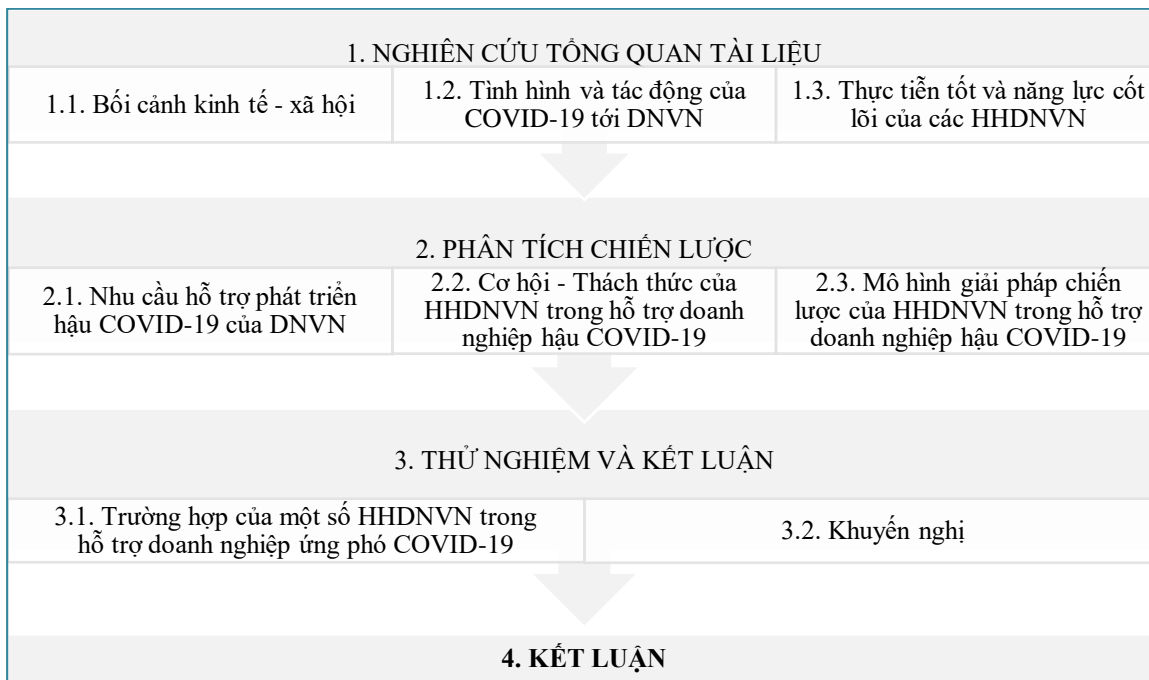 1. NGHIÊN CỨU TỔNG QUAN TÀI LIỆU
1.1. Bối cảnh kinh tế - xã hội
1.2. Tình hình và tác động của
COVID-19 tới DNVN
1.3. Thực tiễn tốt và năng lực cốt
lõi của các HHDNVN
2. PHÂN TÍCH CHIẾN LƯỢC
2.1. Nhu cầu hỗ trợ phát triển
hậu COVID-19 của DNVN
2.2. Cơ hội - Thách thức của
HHDNVN trong hỗ trợ doanh
nghiệp hậu COVID-19
2.3. Mô hình giải pháp chiến
lược của HHDNVN trong hỗ trợ
doanh nghiệp hậu COVID-19
3. THỬ NGHIỆM VÀ KẾT LUẬN
3.1. Trường hợp của một số HHDNVN trong
hỗ trợ doanh nghiệp ứng phó COVID-19
3.2. Khuyến nghị
4. KẾT LUẬN